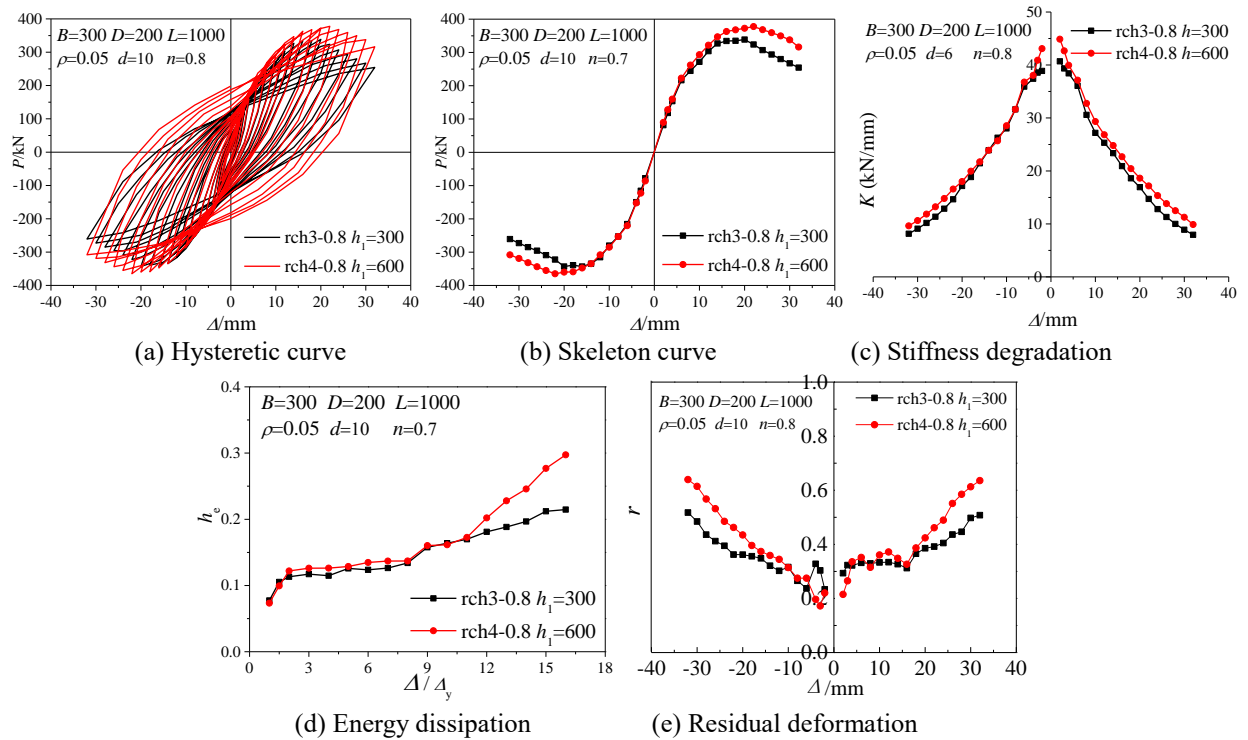 B=300 D=200 L=1000
ρ=0.05 d=10 n=0.8
P/kN
400
300
200
100
0
-100
-200
-300
-400
rch3-0.8 h₁=300
rch4-0.8 h₁=600
-40 -30 -20 -10 0 10 20 30 40
Δ/mm
(a) Hysteretic curve
B=300 D=200 L=1000
ρ=0.05 d=10 n=0.7
P/kN
400
300
200
100
0
-100
-200
-300
-400
rch3-0.8 h₁=300
rch4-0.8 h₁=600
-40 -30 -20 -10 0 10 20 30 40
Δ/mm
(b) Skeleton curve
B=300 D=200 L=1000
ρ=0.05 d=6 n=0.8
rch3-0.8 h=300
rch4-0.8 h=600
K (kN/mm)
50
40
30
20
10
0
-40 -30 -20 -10 0 10 20 30 40
Δ/mm
(c) Stiffness degradation
B=300 D=200 L=1000
ρ=0.05 d=10 n=0.7
hₑ
0.4
0.3
0.2
0.1
0.0
rch3-0.8 h₁=300
rch4-0.8 h₁=600
0 3 6 9 12 15 18
Δ/Δy
(d) Energy dissipation
B=300 D=200 L=1000
ρ=0.05 d=10 n=0.8
rch3-0.8 h₁=300
rch4-0.8 h₁=600
r
1.0
0.8
0.6
0.4
0.2
0.0
-40 -30 -20 -10 0 10 20 30 40
Δ/mm
(e) Residual deformation